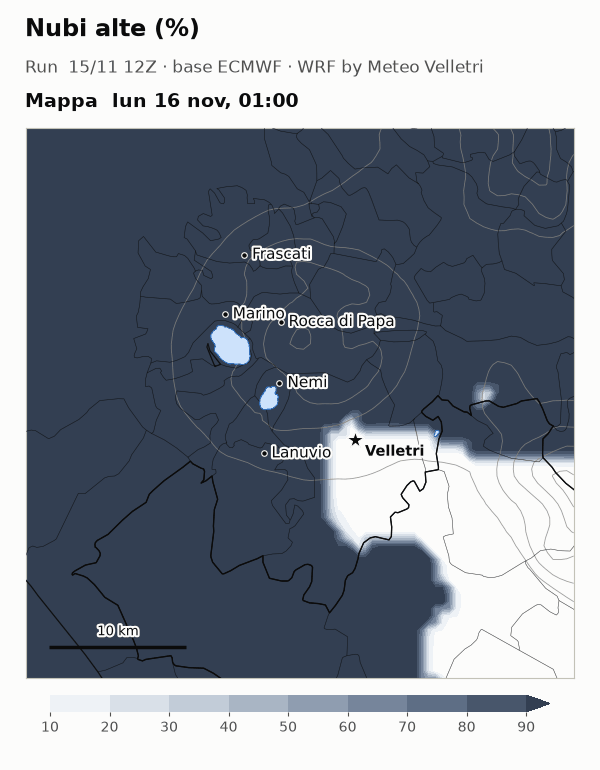 Nubi alte (%)
Run  15/11 12Z · base ECMWF · WRF by Meteo Velletri
Mappa  lun 16 nov, 01:00
Frascati
Marino
Rocca di Papa
Nemi
Velletri
Lanuvio
10 km
10 20 30 40 50 60 70 80 90